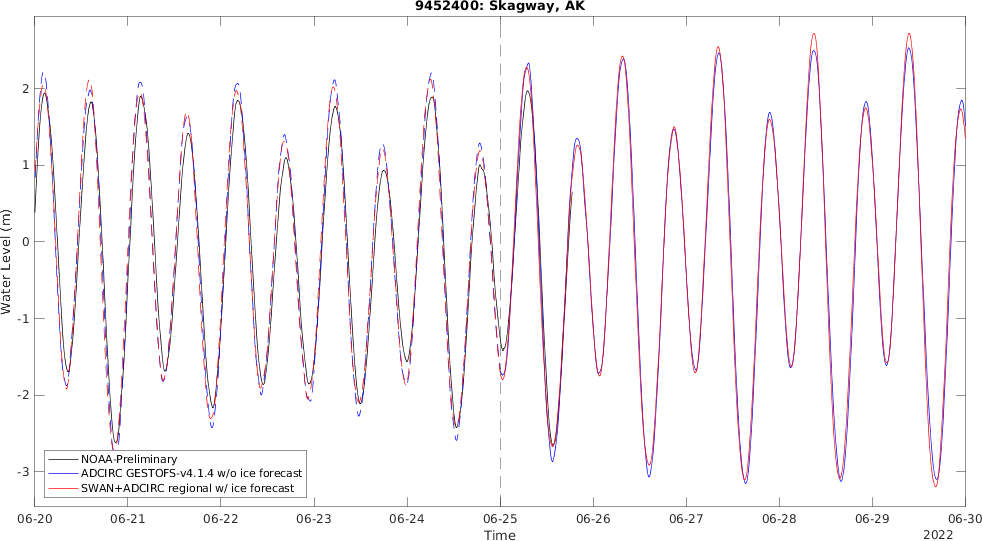 9452400: Skagway, AK
Water Level (m)
2
1
0
-1
-2
-3
NOAA-Preliminary
ADCIRC GESTOFS-v4.1.4 w/o ice forecast
SWAN+ADCIRC regional w/ ice forecast
06-20 06-21 06-22 06-23 06-24 06-25 06-26 06-27 06-28 06-29 06-30
Time
2022